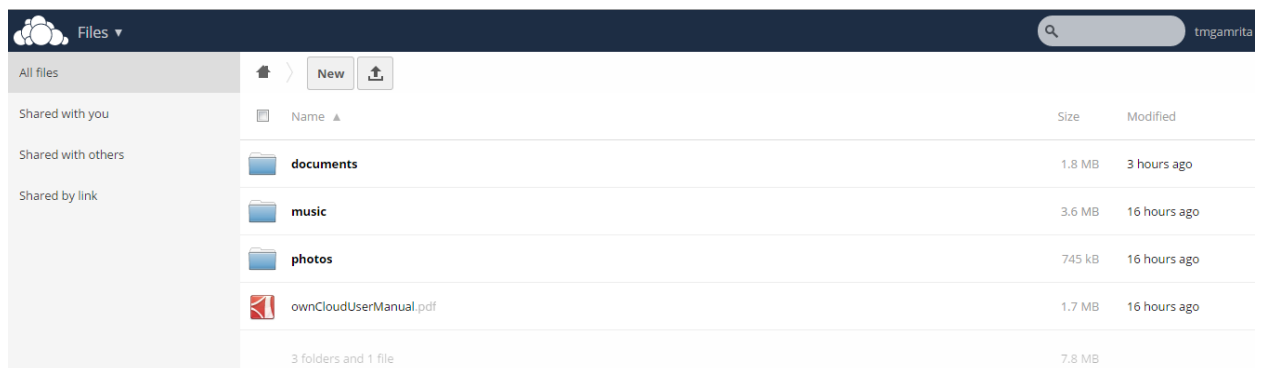 Files ▾ tmgamrita
All files
New
Shared with you
Name ▲ Size Modified
Shared with others
documents 1.8 MB 3 hours ago
Shared by link
music 3.6 MB 16 hours ago
photos 745 kB 16 hours ago
ownCloudUserManual.pdf 1.7 MB 16 hours ago
3 folders and 1 file 7.8 MB